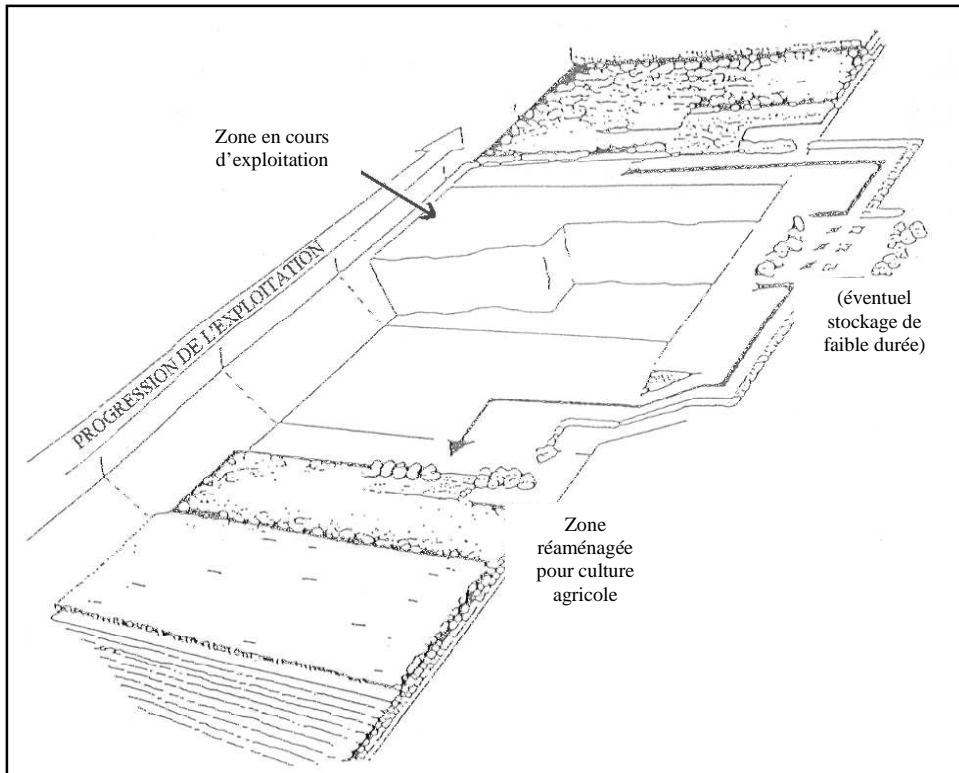 Zone en cours
d’exploitation
PROGRESSION DE L'EXPLOITATION
(éventuel
stockage de
faible durée)
Zone
réaménagée
pour culture
agricole